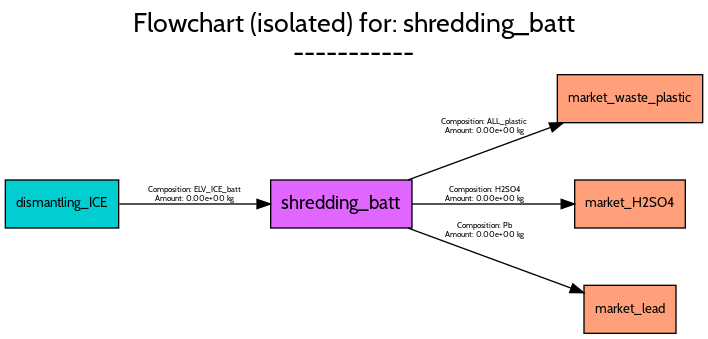 Flowchart (isolated) for: shredding_batt
-----------
market_waste_plastic
Composition: ALL_plastic
Amount: 0.00e+00 kg
dismantling_ICE
Composition: ELV_ICE_batt
Amount: 0.00e+00 kg
shredding_batt
Composition: H2SO4
Amount: 0.00e+00 kg
market_H2SO4
Composition: Pb
Amount: 0.00e+00 kg
market_lead